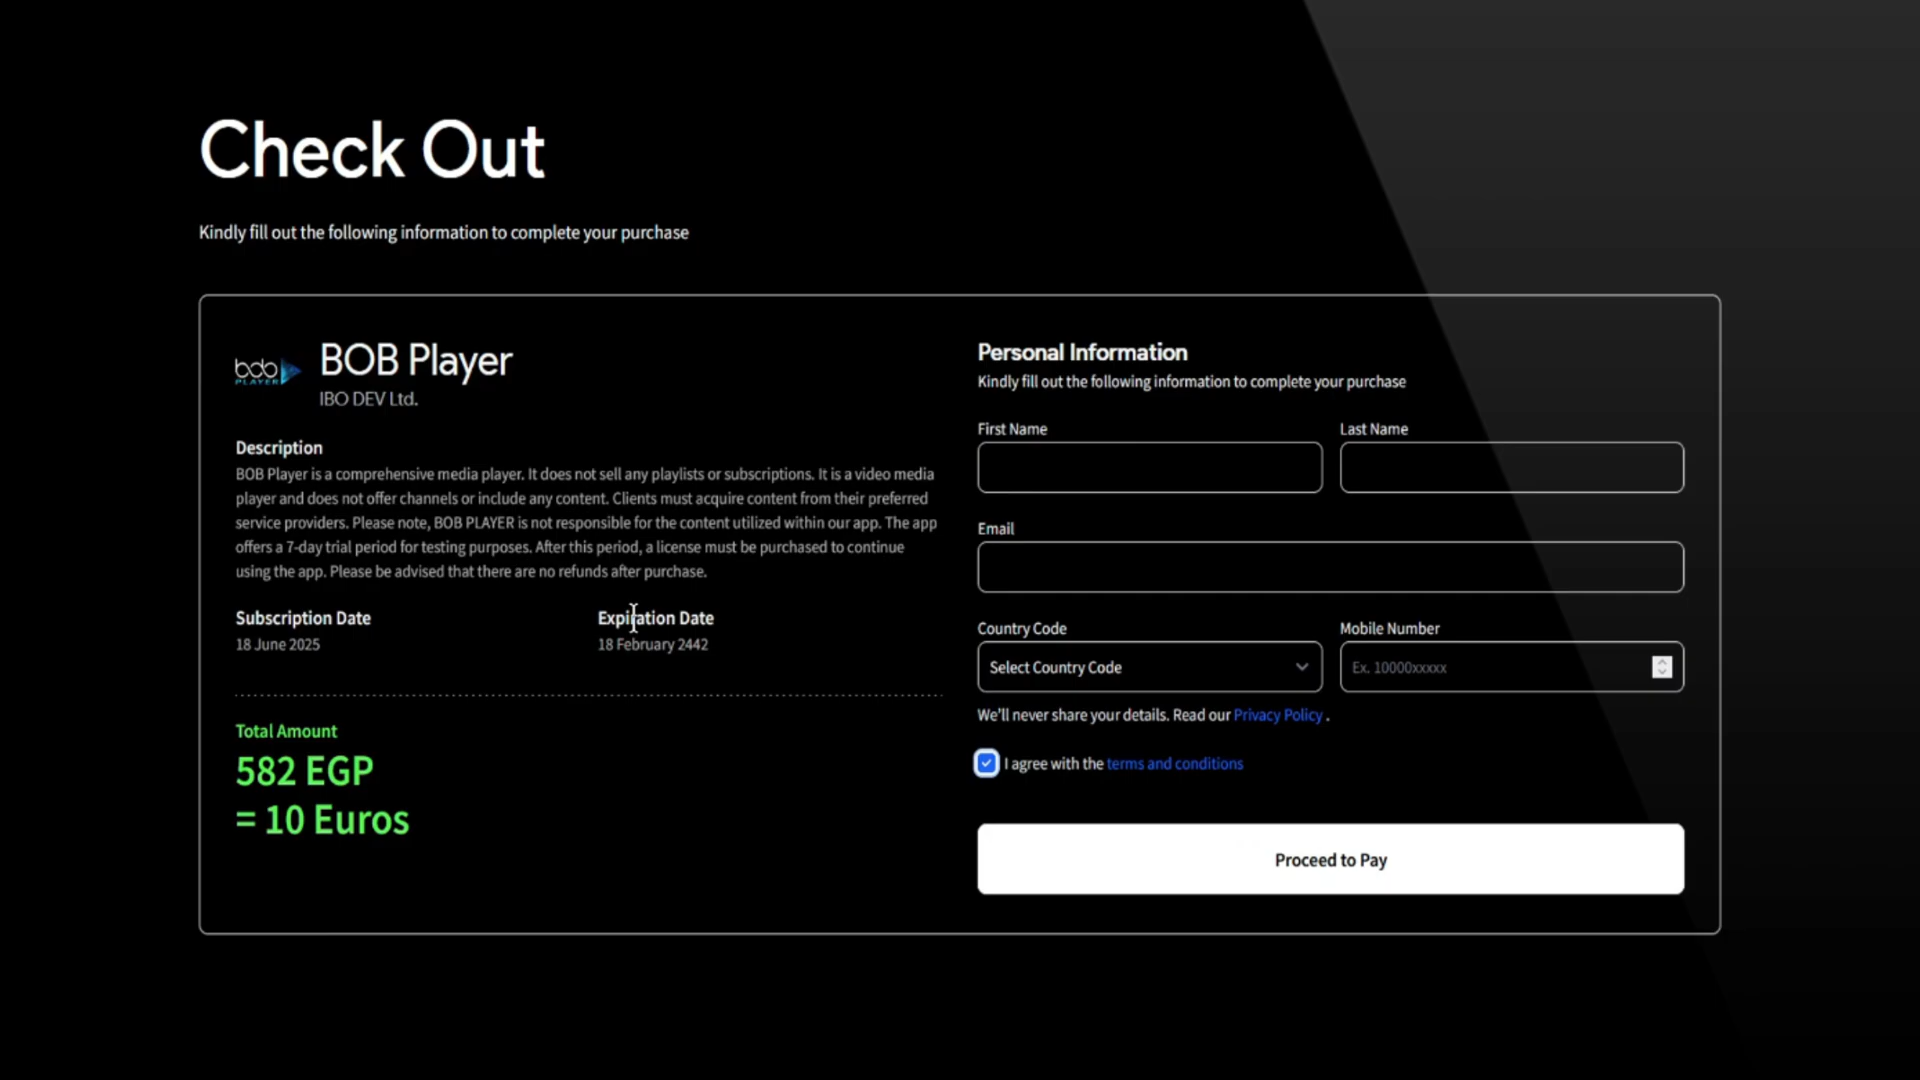 Check Out
Kindly fill out the following information to complete your purchase
bob
PLAYER
BOB Player
IBO DEV Ltd.
Description
BOB Player is a comprehensive media player. It does not sell any playlists or subscriptions. It is a video media
player and does not offer channels or include any content. Clients must acquire content from their preferred
service providers. Please note, BOB PLAYER is not responsible for the content utilized within our app. The app
offers a 7-day trial period for testing purposes. After this period, a license must be purchased to continue
using the app. Please be advised that there are no refunds after purchase.
Subscription Date
18 June 2025
Expiration Date
18 February 2442
Total Amount
582 EGP
= 10 Euros
Personal Information
Kindly fill out the following information to complete your purchase
First Name
Last Name
Email
Country Code
Mobile Number
Select Country Code
Ex. 10000xxxxx
We'll never share your details. Read our Privacy Policy .
I agree with the terms and conditions
Proceed to Pay